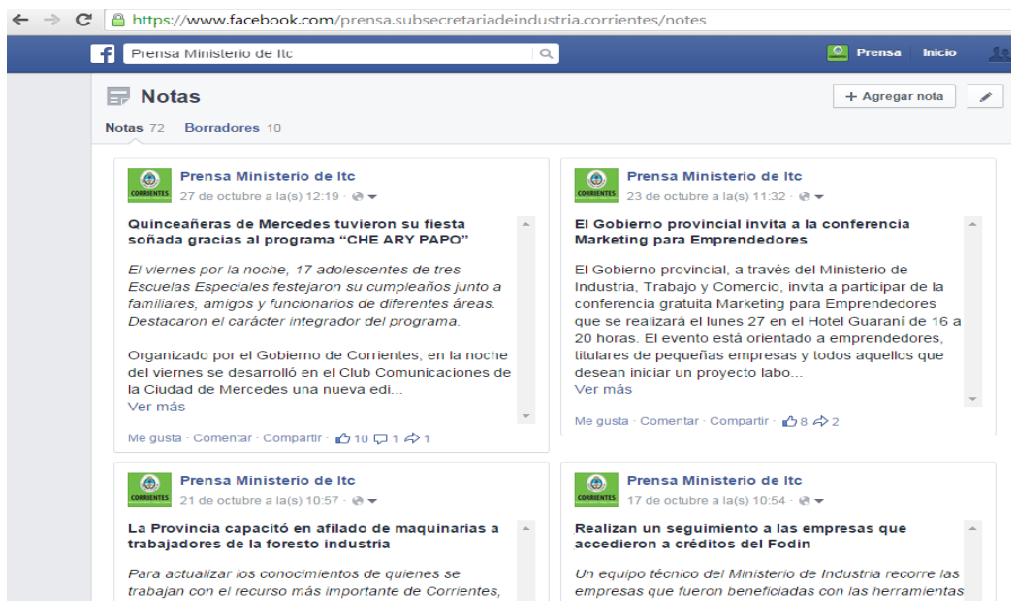 https://www.facebook.com/prensa.subsecretariadeindustria.corrientes/notes
f
Prensa Ministerio de Itc
Prensa
Inicio
Notas
+ Agregar nota
Notas 72
Borradores 10
CORRIENTES
Prensa Ministerio de Itc
27 de octubre a la(s) 12:19 ·
Quinceañeras de Mercedes tuvieron su fiesta
soñada gracias al programa “CHE ARY PAPO”
El viernes por la noche, 17 adolescentes de tres
Escuelas Especiales festejaron su cumpleaños junto a
familiares, amigos y funcionarios de diferentes áreas.
Destacaron el carácter integrador del programa.
Organizado por el Gobierno de Corrientes, en la noche
del viernes se desarrolló en el Club Comunicaciones de
la Ciudad de Mercedes una nueva edi...
Ver más
Me gusta · Comentar · Compartir · 10 1 1
CORRIENTES
Prensa Ministerio de Itc
23 de octubre a la(s) 11:32 ·
El Gobierno provincial invita a la conferencia
Marketing para Emprendedores
El Gobierno provincial, a través del Ministerio de
Industria, Trabajo y Comercio, invita a participar de la
conferencia gratuita Marketing para Emprendedores
que se realizará el lunes 27 en el Hotel Guaraní de 16 a
20 horas. El evento está orientado a emprendedores,
titulares de pequeñas empresas y todos aquellos que
desean iniciar un proyecto labo...
Ver más
Me gusta · Comentar · Compartir · 8 2
CORRIENTES
Prensa Ministerio de Itc
21 de octubre a la(s) 10:57 ·
La Provincia capacitó en afilado de maquinarias a
trabajadores de la foresto industria
Para actualizar los conocimientos de quienes se
trabajan con el recurso más importante de Corrientes,
CORRIENTES
Prensa Ministerio de Itc
17 de octubre a la(s) 10:54 ·
Realizan un seguimiento a las empresas que
accedieron a créditos del Fodin
Un equipo técnico del Ministerio de Industria recorre las
empresas que fueron beneficiadas con las herramientas